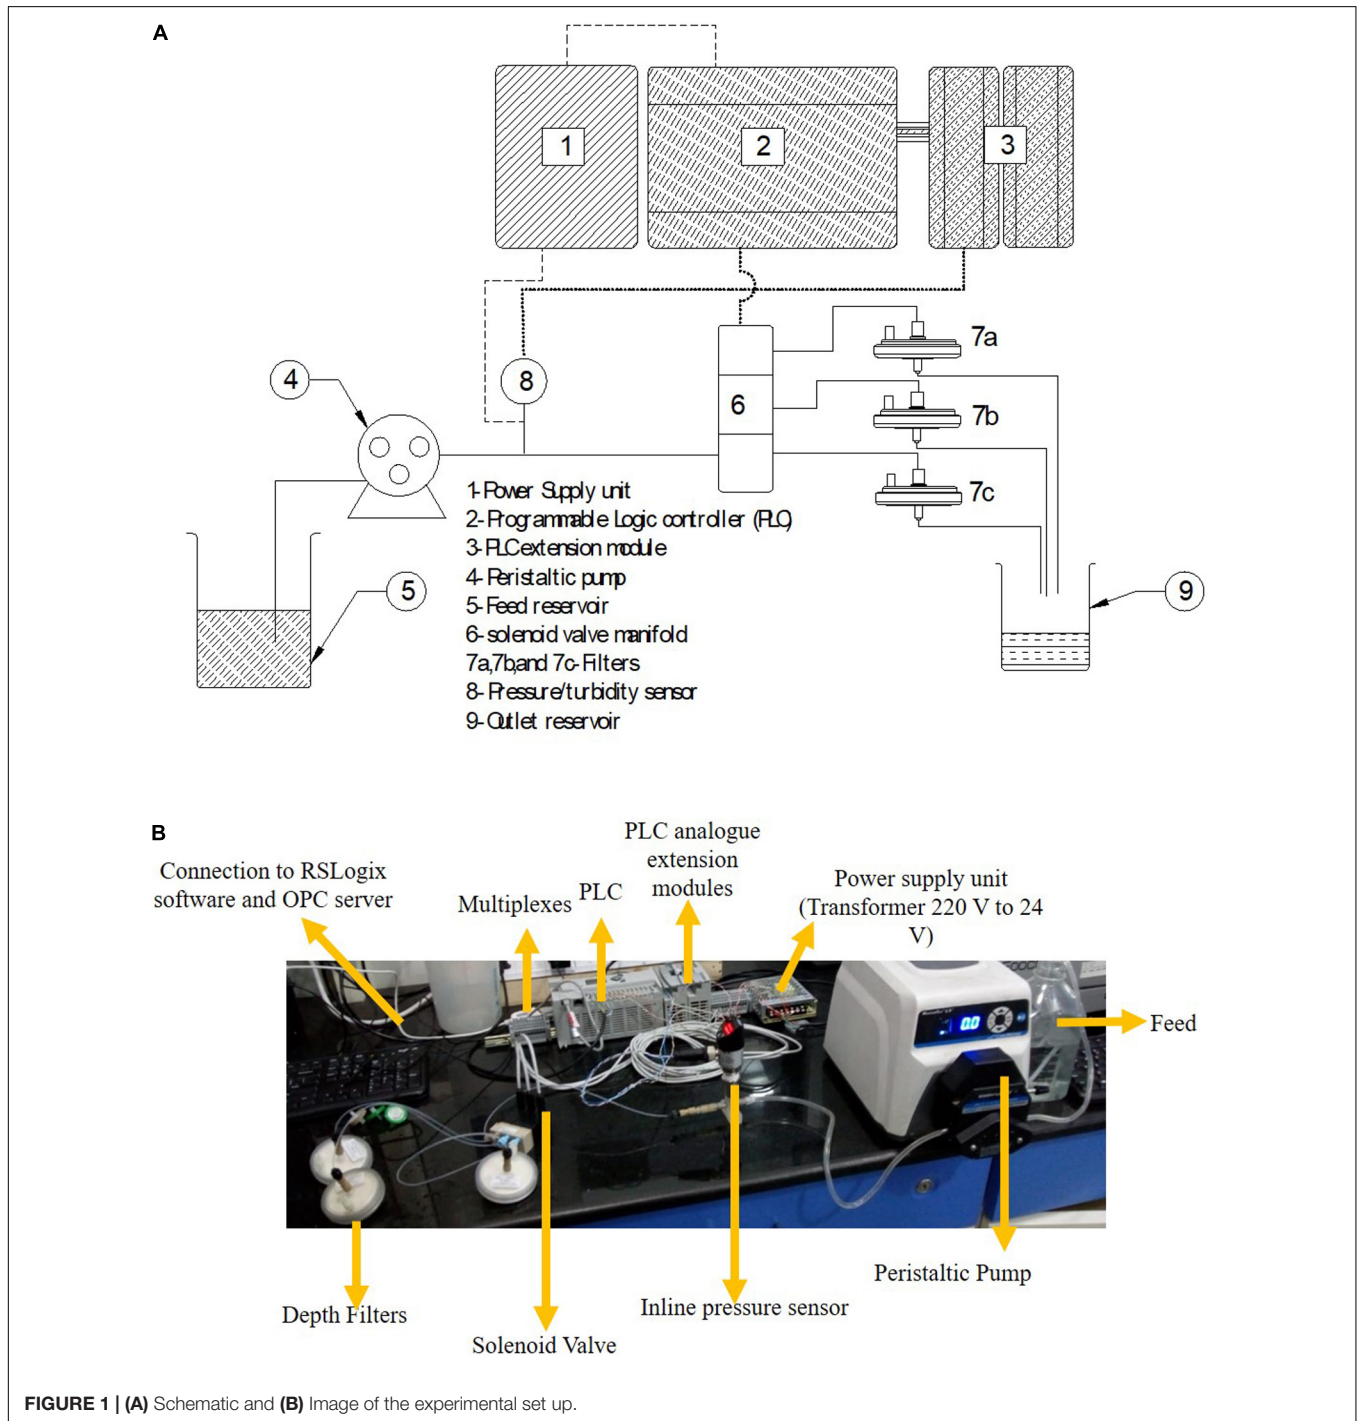 A
1
2
3
4
8
6
7a
7b
7c
5
9
1-Power Supply unit
2-Programmable Logic controller (PLC)
3-PLC extension module
4-Peristaltic pump
5-Feed reservoir
6-solenoid valve manifold
7a,7b,and 7c-Filters
8-Pressure/turbidity sensor
9-Outlet reservoir
B
Connection to RSLogix
software and OPC server
Multiplexes
PLC
PLC analogue
extension
modules
Power supply unit
(Transformer 220 V to 24
V)
0.0
Feed
Peristaltic Pump
Inline pressure sensor
Depth Filters
Solenoid Valve
FIGURE 1 | (A) Schematic and (B) Image of the experimental set up.